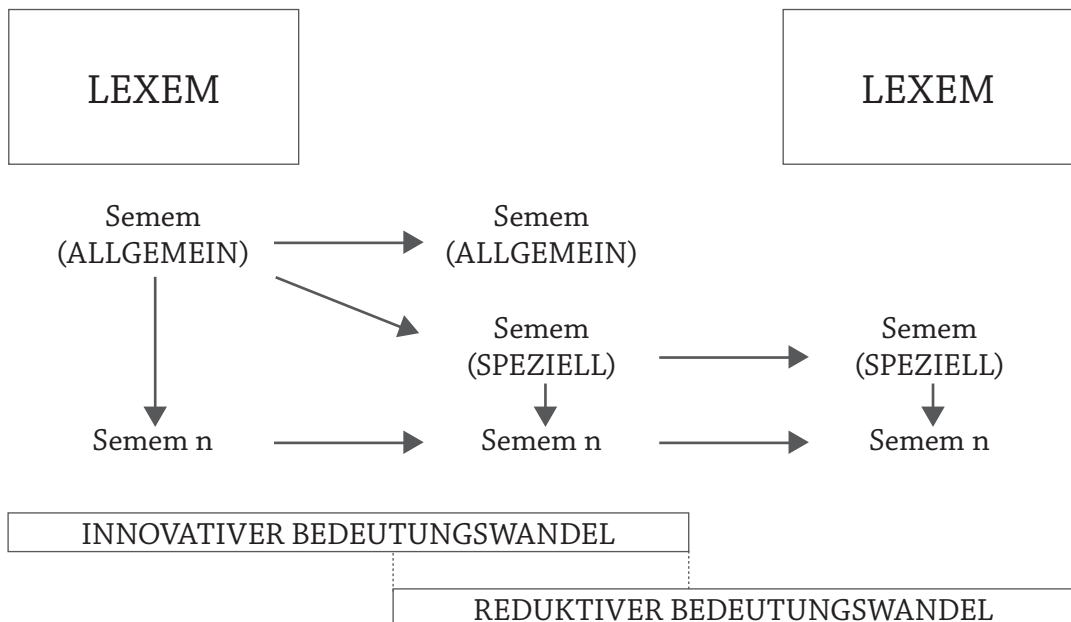 LEXEM
LEXEM
Semem
(ALLGEMEIN)
Semem
(ALLGEMEIN)
Semem
(SPEZIELL)
Semem
(SPEZIELL)
Semem n
Semem n
Semem n
INNOVATIVER BEDEUTUNGSWANDEL
REDUKTIVER BEDEUTUNGSWANDEL